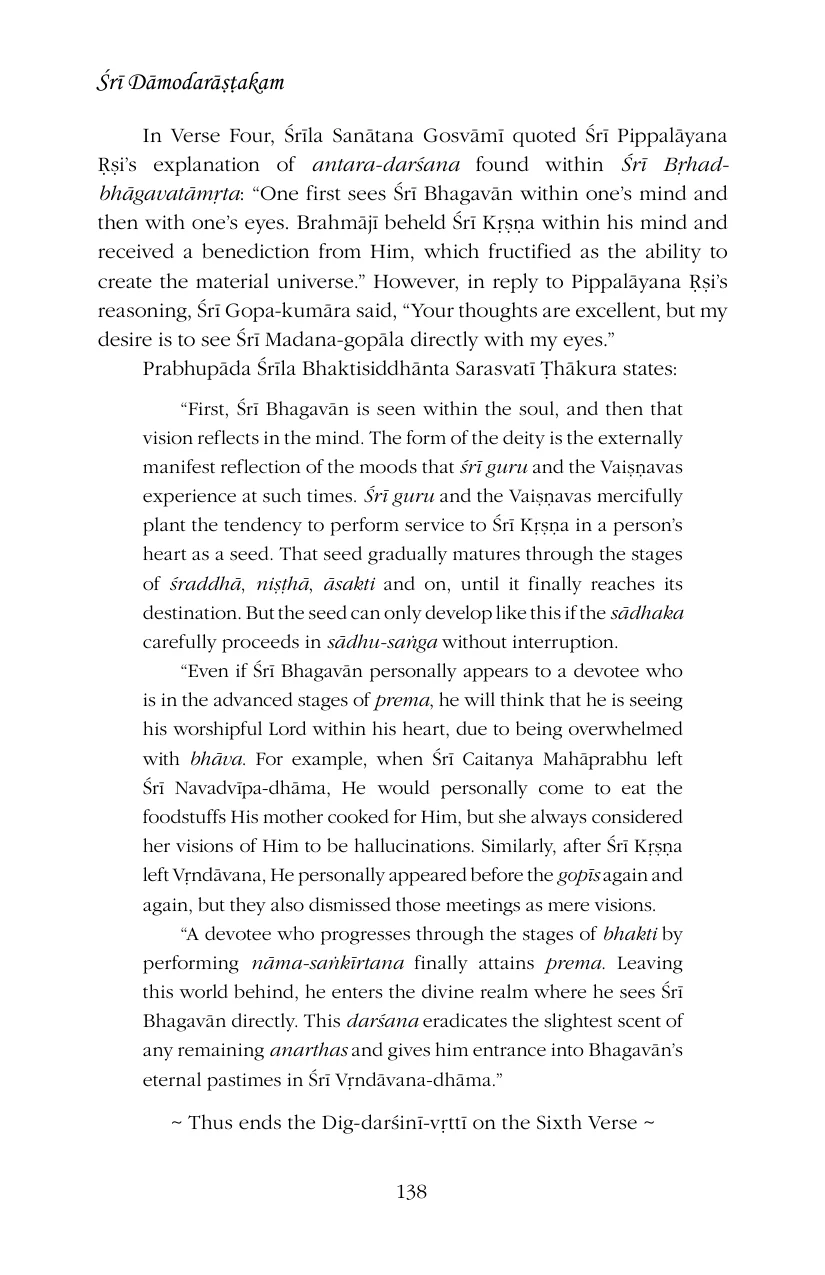 Śrī Dāmodarāṣṭakam
In Verse Four, Śrīla Sanātana Gosvāmī quoted Śrī Pippalāyana
Ṛṣi’s explanation of antara-darśana found within Śrī Bṛhad-
bhāgavatāmṛta: “One first sees Śrī Bhagavān within one’s mind and
then with one’s eyes. Brahmājī beheld Śrī Kṛṣṇa within his mind and
received a benediction from Him, which fructified as the ability to
create the material universe.” However, in reply to Pippalāyana Ṛṣi’s
reasoning, Śrī Gopa-kumāra said, “Your thoughts are excellent, but my
desire is to see Śrī Madana-gopāla directly with my eyes.”
Prabhupāda Śrīla Bhaktisiddhānta Sarasvatī Ṭhākura states:
“First, Śrī Bhagavān is seen within the soul, and then that
vision reflects in the mind. The form of the deity is the externally
manifest reflection of the moods that śrī guru and the Vaiṣṇavas
experience at such times. Śrī guru and the Vaiṣṇavas mercifully
plant the tendency to perform service to Śrī Kṛṣṇa in a person’s
heart as a seed. That seed gradually matures through the stages
of śraddhā, niṣṭhā, āsakti and on, until it finally reaches its
destination. But the seed can only develop like this if the sādhaka
carefully proceeds in sādhu-saṅga without interruption.
“Even if Śrī Bhagavān personally appears to a devotee who
is in the advanced stages of prema, he will think that he is seeing
his worshipful Lord within his heart, due to being overwhelmed
with bhāva. For example, when Śrī Caitanya Mahāprabhu left
Śrī Navadvīpa-dhāma, He would personally come to eat the
foodstuffs His mother cooked for Him, but she always considered
her visions of Him to be hallucinations. Similarly, after Śrī Kṛṣṇa
left Vṛndāvana, He personally appeared before the gopīs again and
again, but they also dismissed those meetings as mere visions.
“A devotee who progresses through the stages of bhakti by
performing nāma-saṅkīrtana finally attains prema. Leaving
this world behind, he enters the divine realm where he sees Śrī
Bhagavān directly. This darśana eradicates the slightest scent of
any remaining anarthas and gives him entrance into Bhagavān’s
eternal pastimes in Śrī Vṛndāvana-dhāma.”
~ Thus ends the Dig-darśinī-vṛttī on the Sixth Verse ~
138